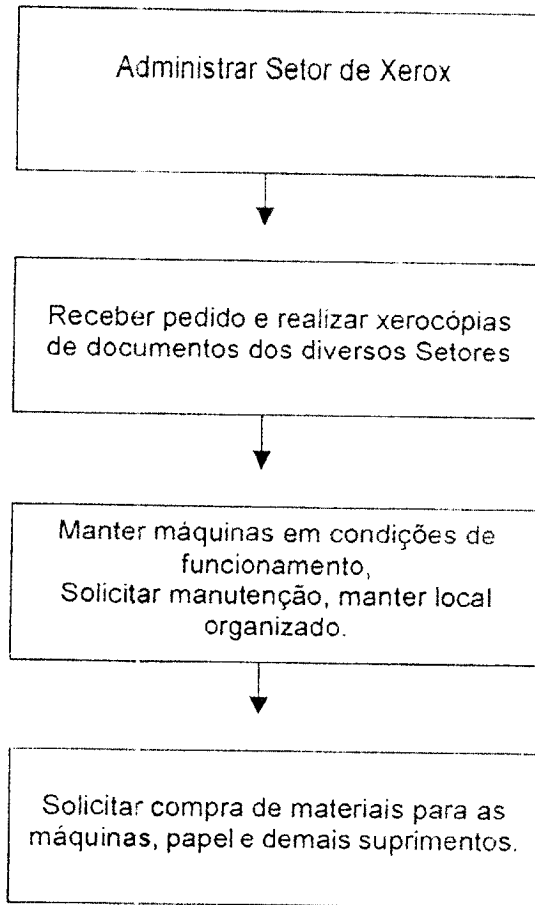 Administrar Setor de Xerox
Receber pedido e realizar xerocópias
de documentos dos diversos Setores
Manter máquinas em condições de
funcionamento,
Solicitar manutenção, manter local
organizado.
Solicitar compra de materiais para as
máquinas, papel e demais suprimentos.